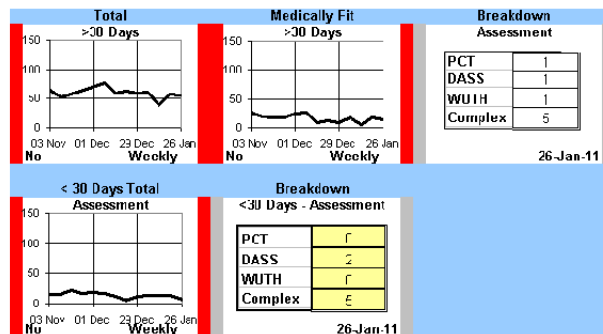 Total
>30 Days
150
100
50
0
03 Nov 01 Dec 29 Dec 26 Jan
No Weekly
Medically Fit
>30 Days
150
100
50
0
03 Nov 01 Dec 29 Dec 26 Jan
No Weekly
Breakdown
Assessment
PCT 1
DASS 1
WUTH 1
Complex 5
26-Jan-11
< 30 Days Total
Assessment
150
100
50
0
03 Nov 01 Dec 29 Dec 26 Jan
No Weekly
Breakdown
<30 Days - Assessment
PCT
DASS 2
WUTH
Complex
26-Jan-11